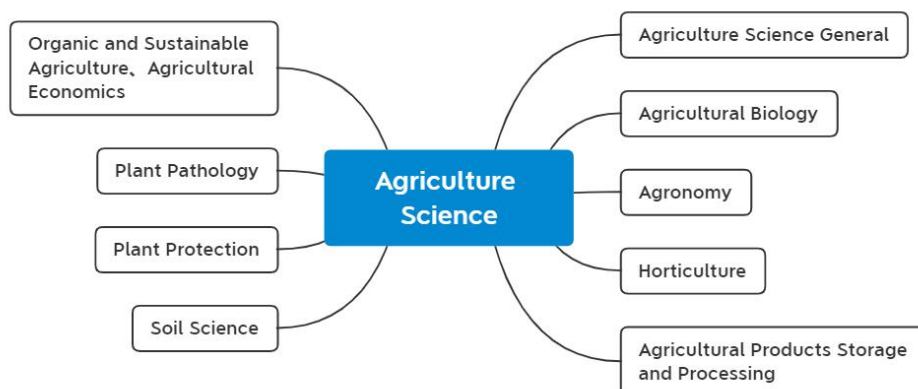 Organic and Sustainable
Agriculture、Agricultural
Economics
Plant Pathology
Plant Protection
Soil Science
Agriculture
Science
Agriculture Science General
Agricultural Biology
Agronomy
Horticulture
Agricultural Products Storage
and Processing